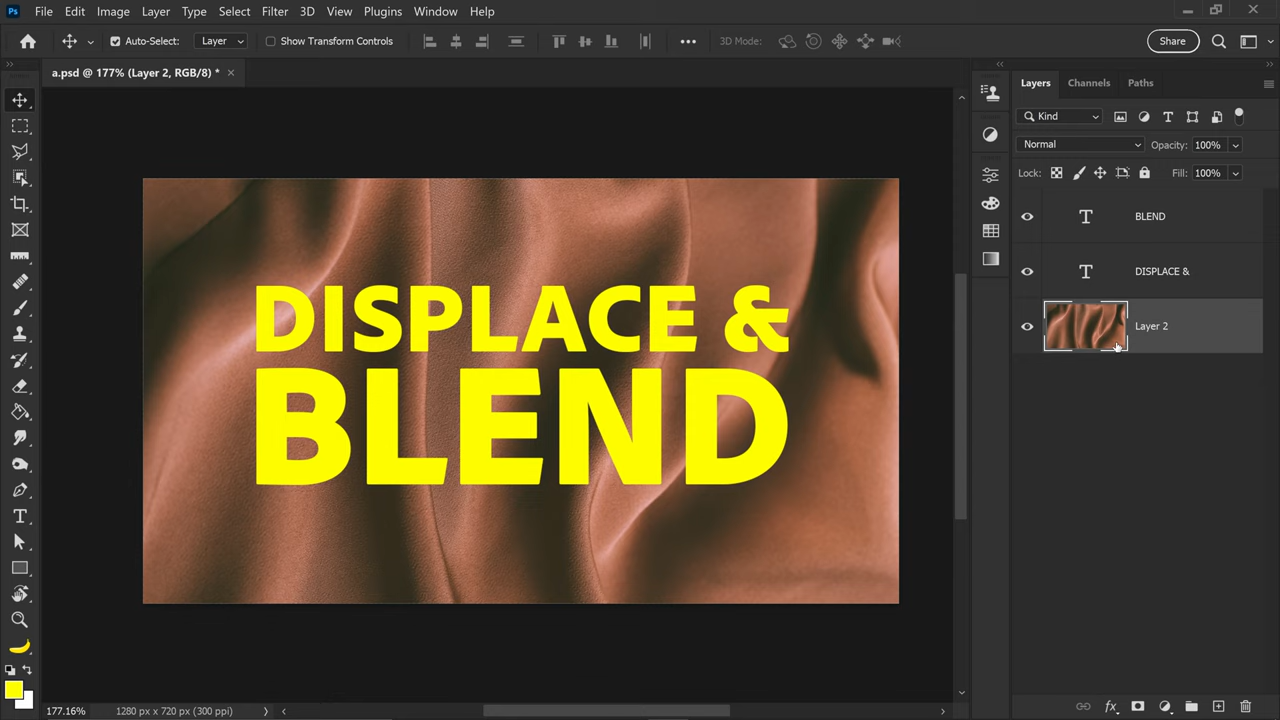 Ps File Edit Image Layer Type Select Filter 3D View Plugins Window Help
Auto-Select: Layer Show Transform Controls 3D Mode: Share
a.psd @ 177% (Layer 2, RGB/8) *
Layers Channels Paths
Kind
Normal Opacity: 100%
Lock: Fill: 100%
BLEND
DISPLACE &
Layer 2
DISPLACE &
BLEND
177.16% 1280 px x 720 px (300 ppi)